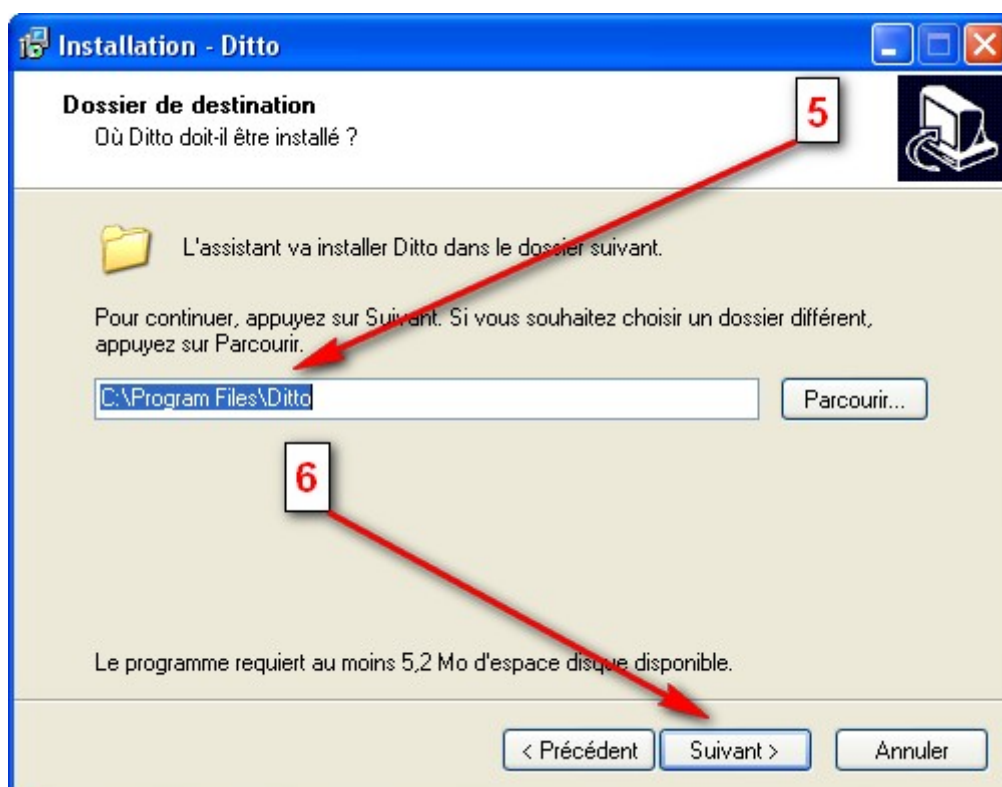 Installation - Ditto
Dossier de destination
Où Ditto doit-il être installé ?
5
L'assistant va installer Ditto dans le dossier suivant.
Pour continuer, appuyez sur Suivant. Si vous souhaitez choisir un dossier différent,
appuyez sur Parcourir.
C:\Program Files\Ditto
Parcourir...
6
Le programme requiert au moins 5,2 Mo d'espace disque disponible.
< Précédent
Suivant >
Annuler